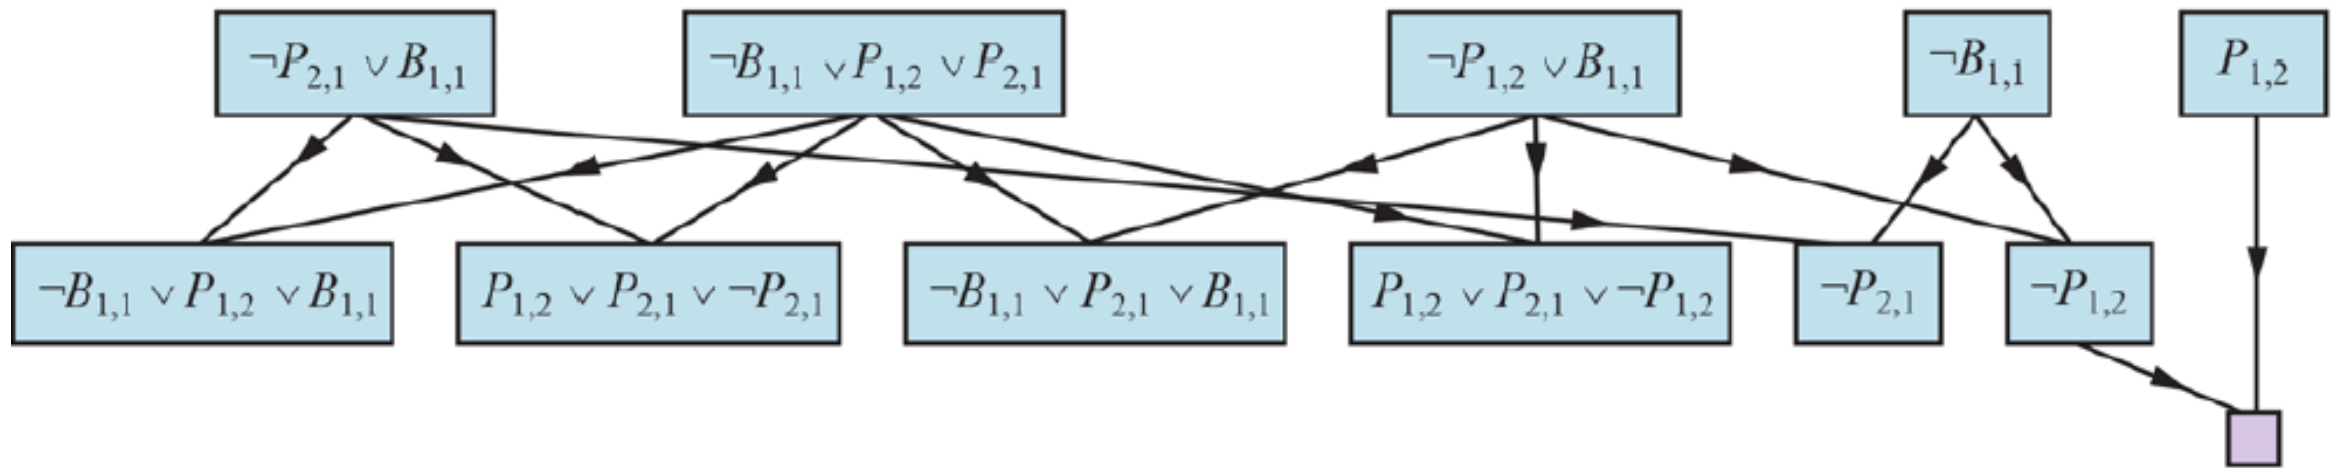 ¬P2,1 ∨ B1,1
¬B1,1 ∨ P1,2 ∨ P2,1
¬P1,2 ∨ B1,1
¬B1,1
P1,2
¬B1,1 ∨ P1,2 ∨ B1,1
P1,2 ∨ P2,1 ∨ ¬P2,1
¬B1,1 ∨ P2,1 ∨ B1,1
P1,2 ∨ P2,1 ∨ ¬P1,2
¬P2,1
¬P1,2